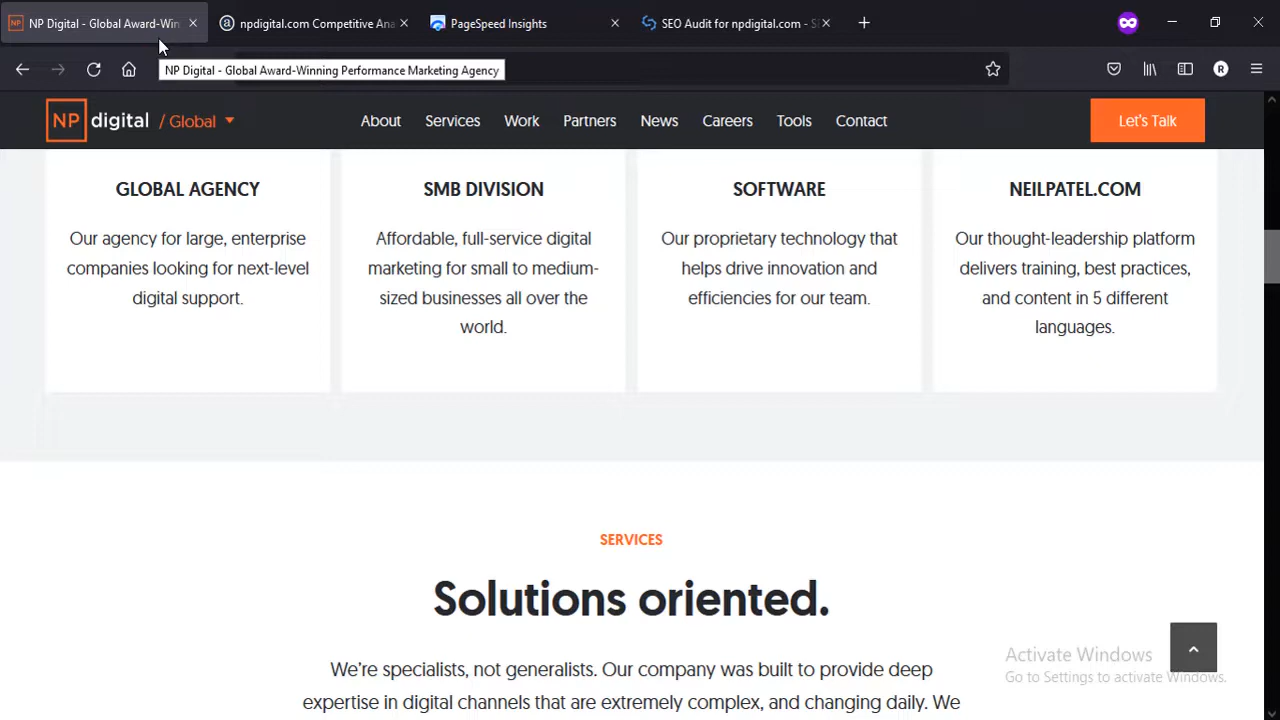 NP Digital - Global Award-Win
npdigital.com Competitive Ana
PageSpeed Insights
SEO Audit for npdigital.com - S
R
NP Digital - Global Award-Winning Performance Marketing Agency
NP digital / Global
About
Services
Work
Partners
News
Careers
Tools
Contact
Let's Talk
GLOBAL AGENCY
Our agency for large, enterprise
companies looking for next-level
digital support.
SMB DIVISION
Affordable, full-service digital
marketing for small to medium-
sized businesses all over the
world.
SOFTWARE
Our proprietary technology that
helps drive innovation and
efficiencies for our team.
NEILPATEL.COM
Our thought-leadership platform
delivers training, best practices,
and content in 5 different
languages.
SERVICES
Solutions oriented.
We're specialists, not generalists. Our company was built to provide deep
expertise in digital channels that are extremely complex, and changing daily. We
Activate Windows
Go to Settings to activate Windows.